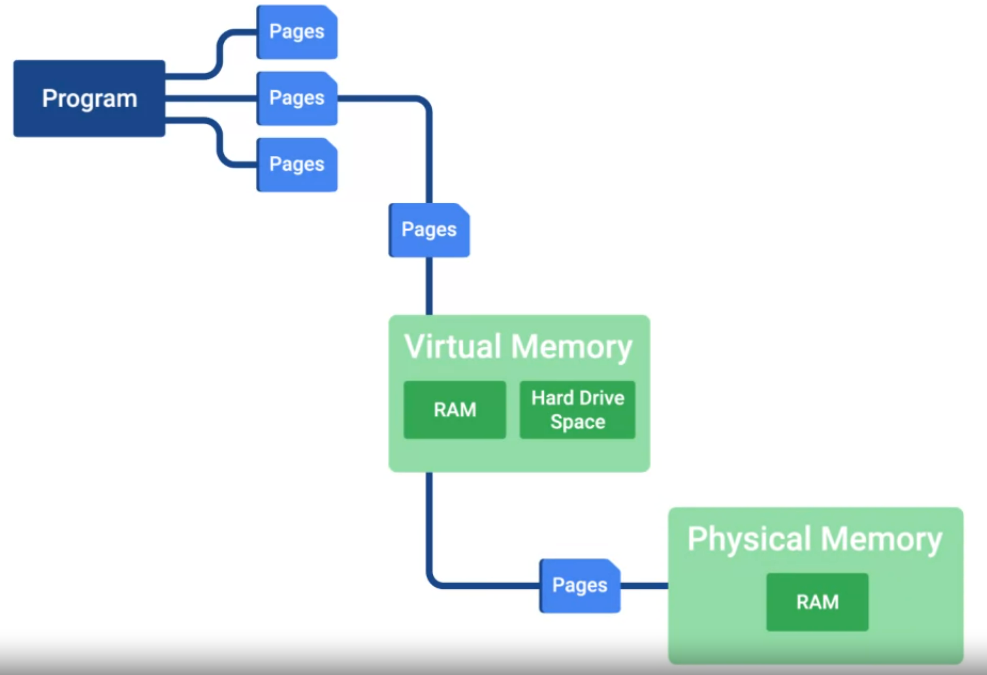 Pages
Program
Pages
Pages
Pages
Virtual Memory
RAM
Hard Drive
Space
Physical Memory
Pages
RAM